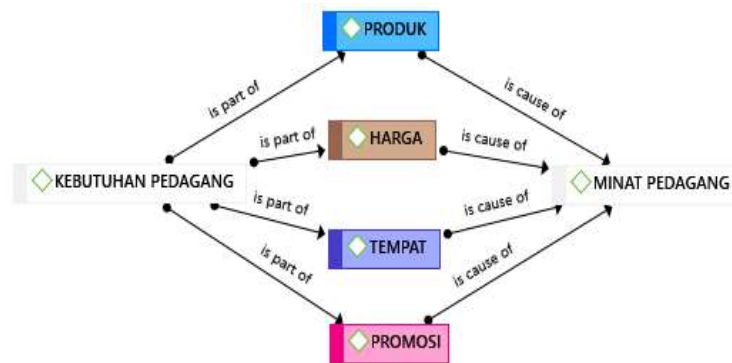 PRODUK
is part of
is cause of
HARGA
is part of
is cause of
KEBUTUHAN PEDAGANG
MINAT PEDAGANG
is part of
is cause of
TEMPAT
is part of
is cause of
PROMOSI